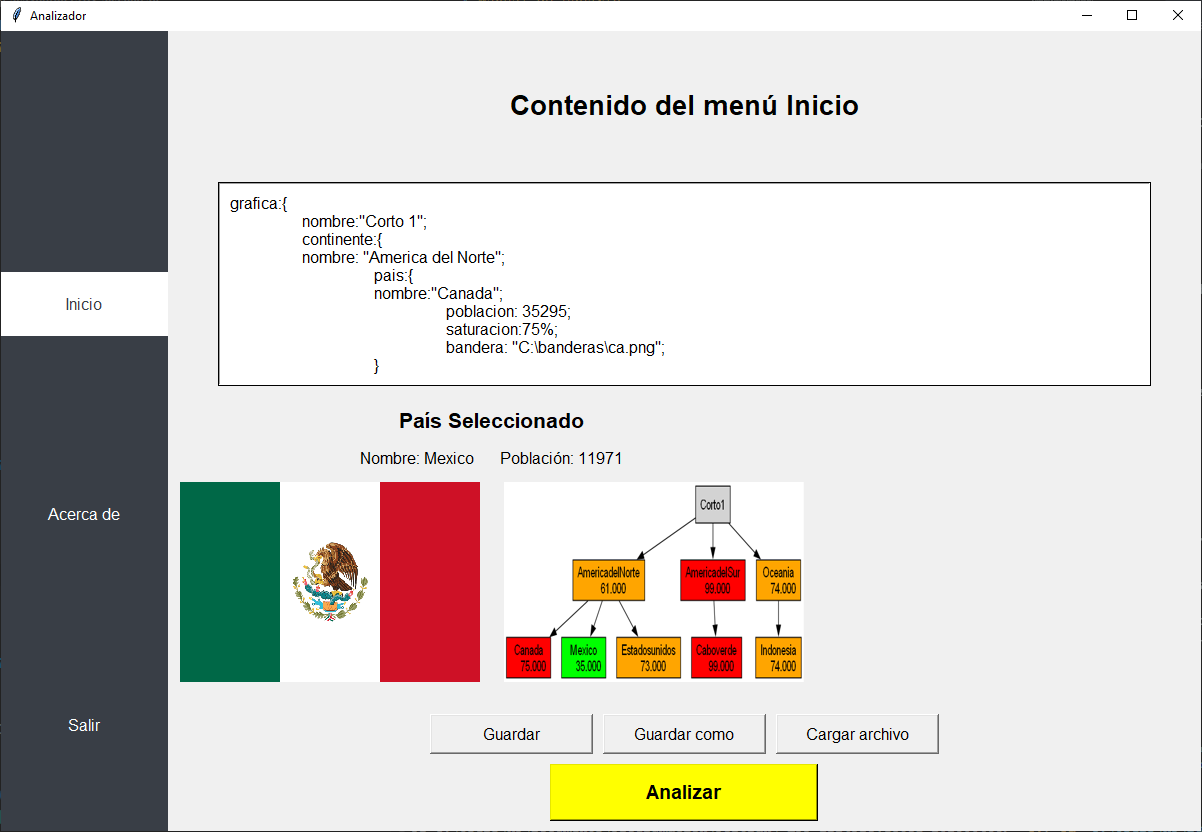 Analizador
Contenido del menú Inicio
grafica:{
nombre:"Corto 1";
continente:{
nombre: "America del Norte";
pais:{
nombre:"Canada";
poblacion: 35295;
saturacion:75%;
bandera: "C:\banderas\ca.png";
}
Inicio
Acerca de
Salir
País Seleccionado
Nombre: Mexico Población: 11971
Corto1
AmericadelNorte
61.000
AmericadelSur
99.000
Oceania
74.000
Canada
75.000
Mexico
35.000
Estadosunidos
73.000
Caboverde
99.000
Indonesia
74.000
Guardar
Guardar como
Cargar archivo
Analizar